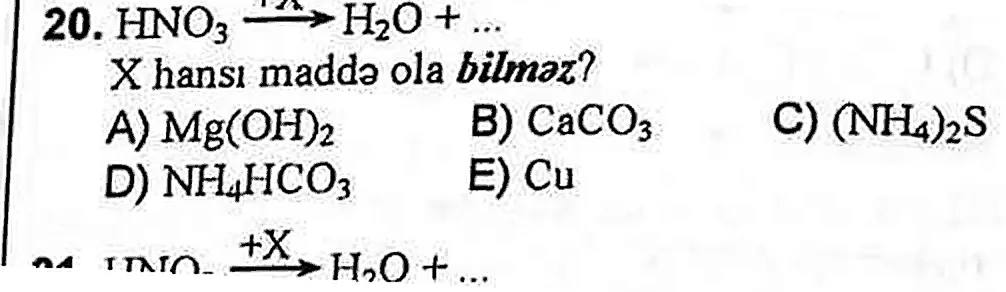 20. HNO₃ +X→ H₂O + ...
X hansı maddə ola bilməz?
A) Mg(OH)₂ B) CaCO₃ C) (NH₄)₂S
D) NH₄HCO₃ E) Cu
+X→ H₂O + ...